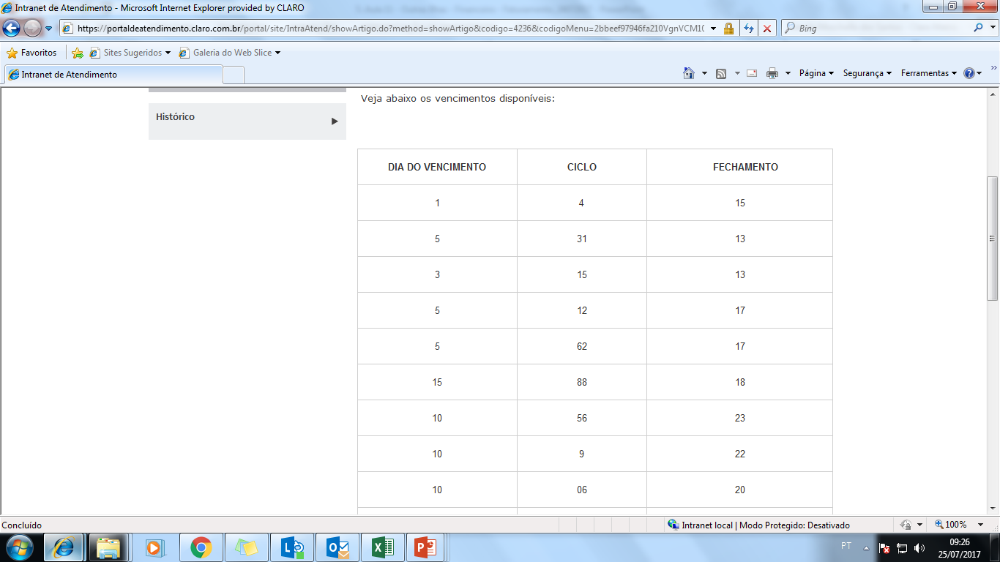 Intranet de Atendimento - Microsoft Internet Explorer provided by CLARO
https://portaldeatendimento.claro.com.br/portal/site/IntraAtend/showArtigo.do?method=showArtigo&codigo=4236&codigoMenu=2bbeef97946fa210VgnVCM10 Bing
Favoritos Sites Sugeridos Galeria do Web Slice
Intranet de Atendimento Página Segurança Ferramentas
Veja abaixo os vencimentos disponíveis:
Histórico
DIA DO VENCIMENTO CICLO FECHAMENTO
1 4 15
5 31 13
3 15 13
5 12 17
5 62 17
15 88 18
10 56 23
10 9 22
10 06 20
Concluído Intranet local | Modo Protegido: Desativado 100%
PT 09:26
25/07/2017